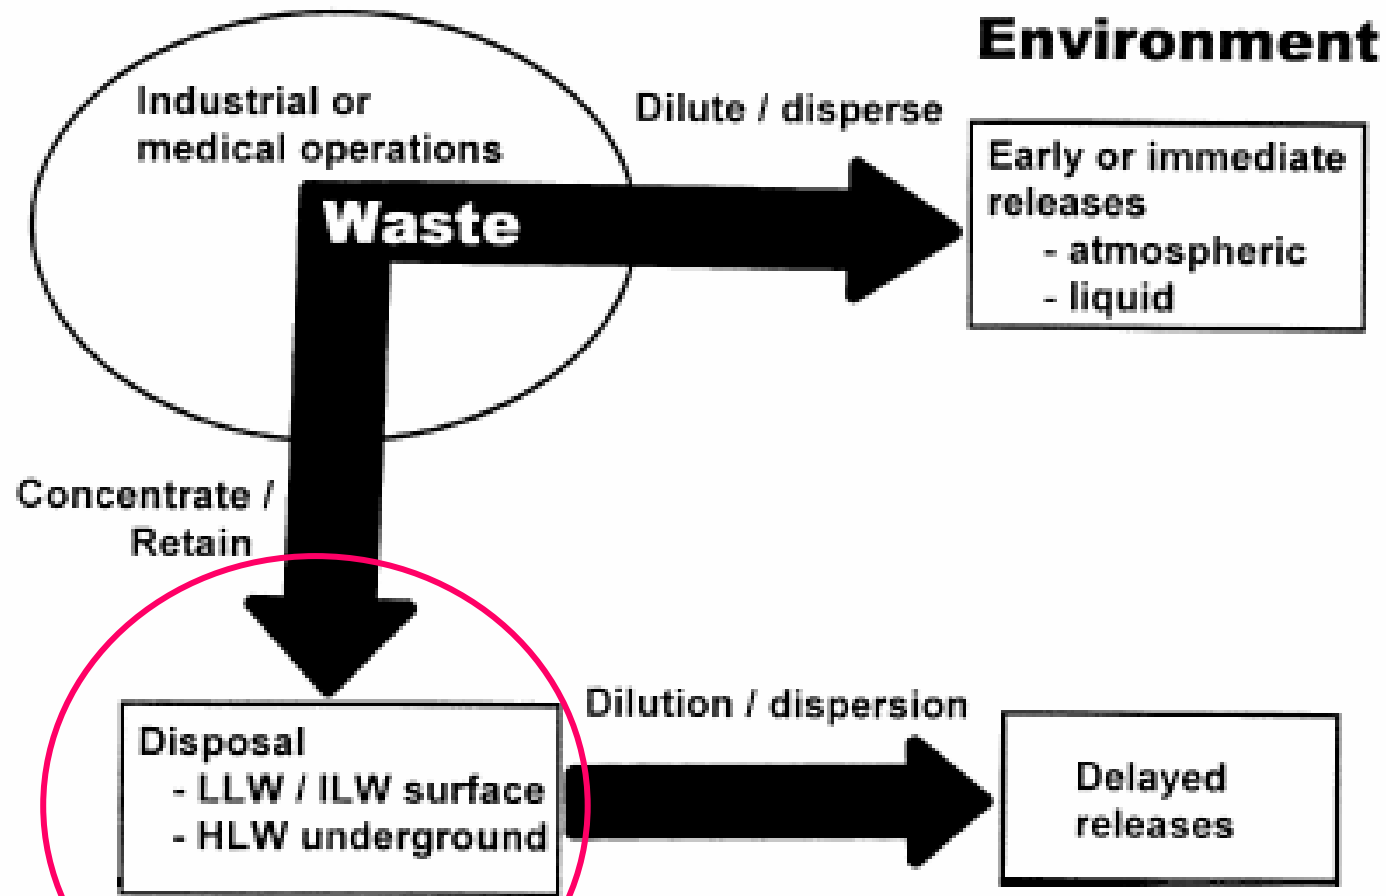 Environment
Industrial or
medical operations
Dilute / disperse
Early or immediate
releases
- atmospheric
- liquid
Waste
Concentrate /
Retain
Disposal
- LLW / ILW surface
- HLW underground
Dilution / dispersion
Delayed
releases